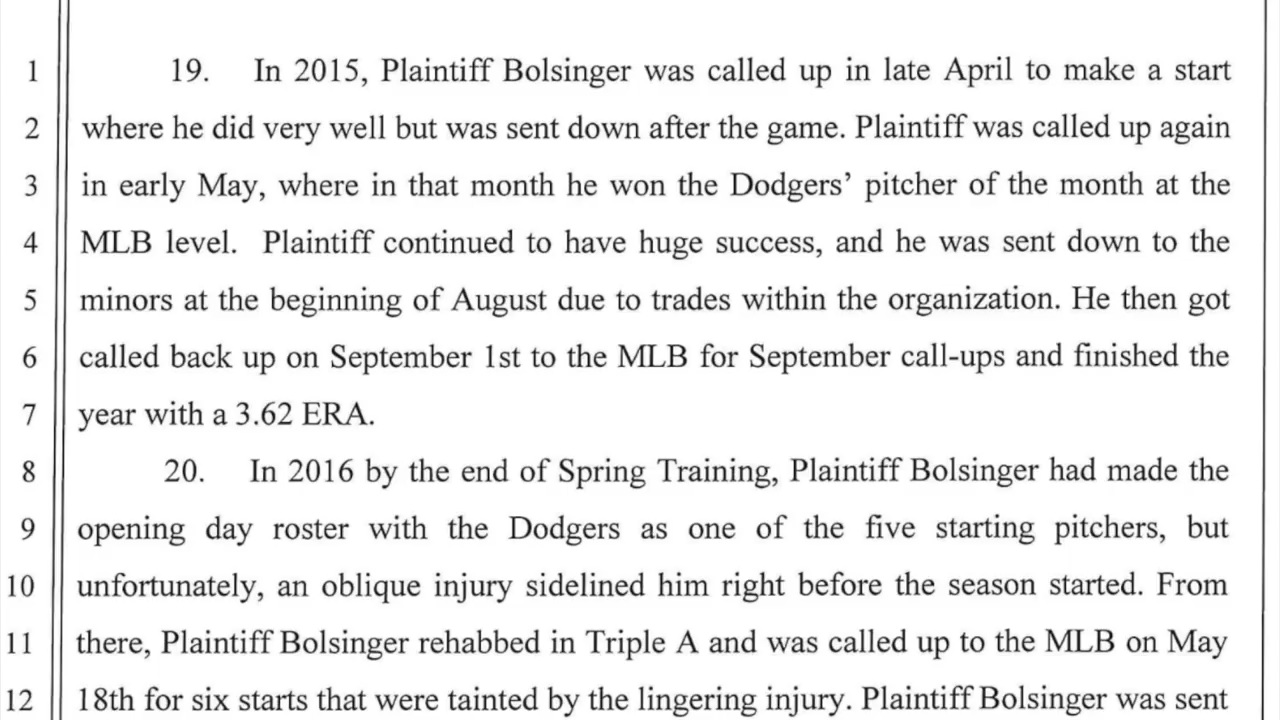 1 19. In 2015, Plaintiff Bolsinger was called up in late April to make a start
2 where he did very well but was sent down after the game. Plaintiff was called up again
3 in early May, where in that month he won the Dodgers’ pitcher of the month at the
4 MLB level. Plaintiff continued to have huge success, and he was sent down to the
5 minors at the beginning of August due to trades within the organization. He then got
6 called back up on September 1st to the MLB for September call-ups and finished the
7 year with a 3.62 ERA.
8 20. In 2016 by the end of Spring Training, Plaintiff Bolsinger had made the
9 opening day roster with the Dodgers as one of the five starting pitchers, but
10 unfortunately, an oblique injury sidelined him right before the season started. From
11 there, Plaintiff Bolsinger rehabbed in Triple A and was called up to the MLB on May
12 18th for six starts that were tainted by the lingering injury. Plaintiff Bolsinger was sent